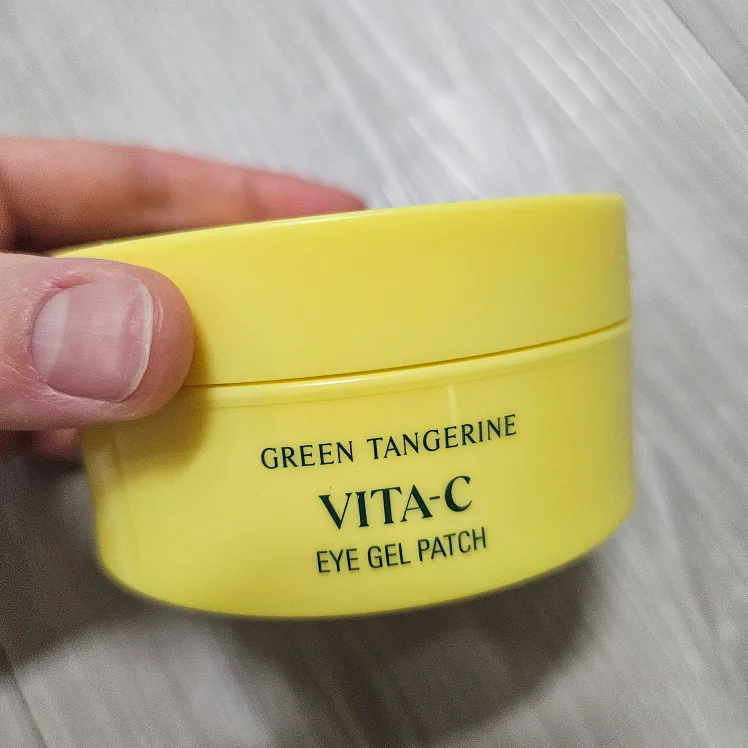 GREEN TANGERINE
VITA-C
EYE GEL PATCH